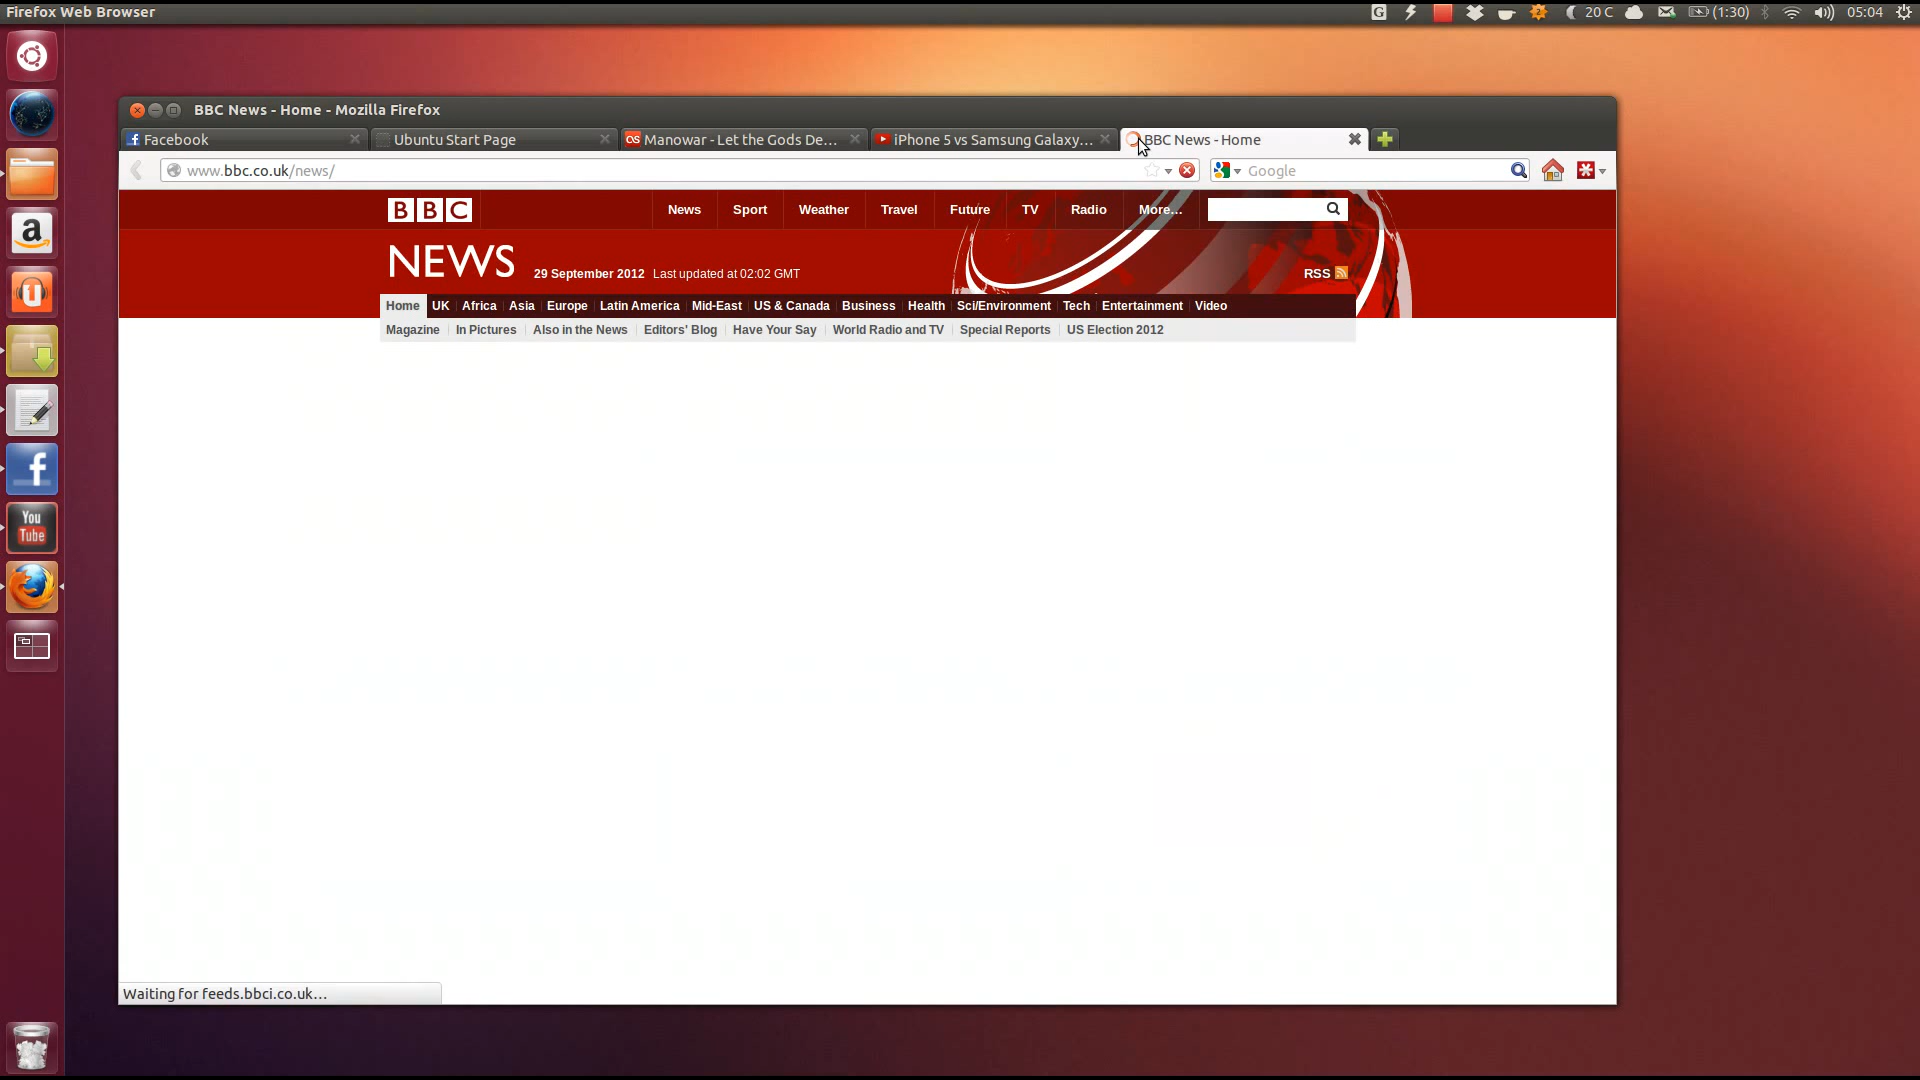 Firefox Web Browser
20 C
(1:30)
05:04
BBC News - Home - Mozilla Firefox
Facebook
Ubuntu Start Page
Manowar - Let the Gods De...
iPhone 5 vs Samsung Galaxy...
BBC News - Home
www.bbc.co.uk/news/
Google
BBC
News
Sport
Weather
Travel
Future
TV
Radio
More...
NEWS
29 September 2012 Last updated at 02:02 GMT
RSS
Home UK Africa Asia Europe Latin America Mid-East US & Canada Business Health Sci/Environment Tech Entertainment Video
Magazine In Pictures Also in the News Editors' Blog Have Your Say World Radio and TV Special Reports US Election 2012
a
You
Tube
Waiting for feeds.bbci.co.uk...